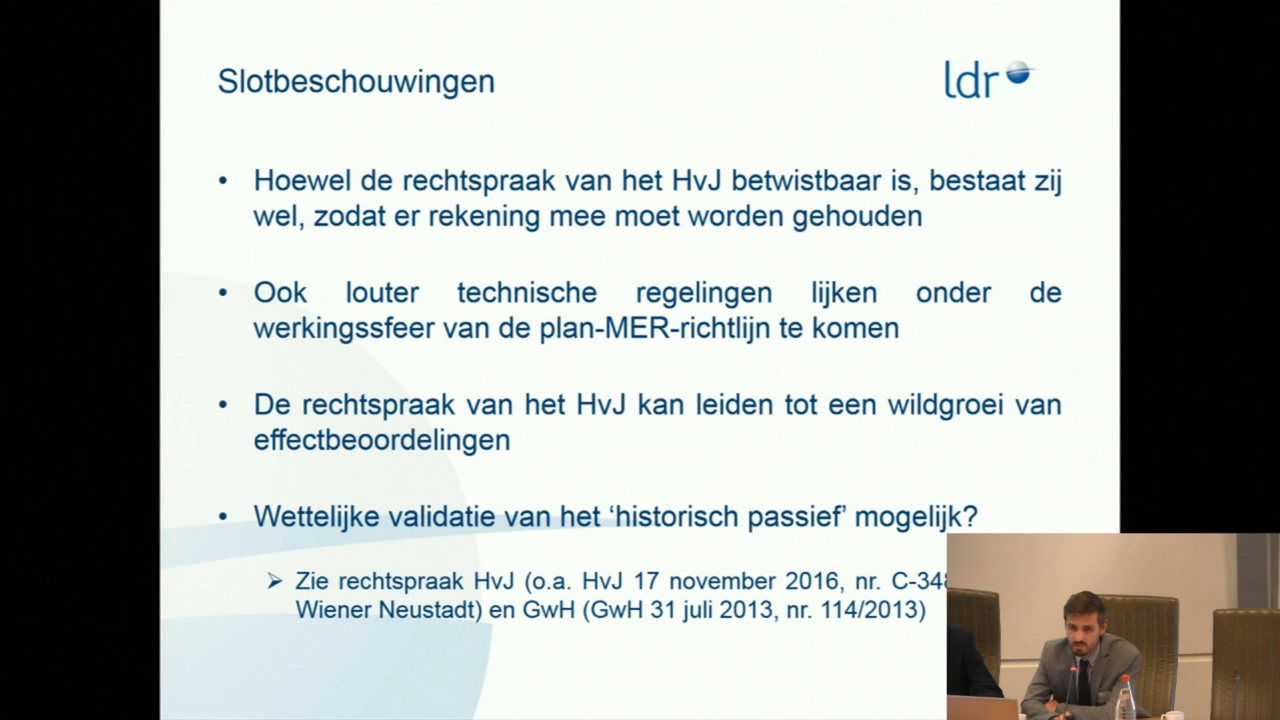 Slotbeschouwingen
ldr
• Hoewel de rechtspraak van het HvJ betwistbaar is, bestaat zij
wel, zodat er rekening mee moet worden gehouden
• Ook louter technische regelingen lijken onder de
werkingssfeer van de plan-MER-richtlijn te komen
• De rechtspraak van het HvJ kan leiden tot een wildgroei van
effectbeoordelingen
• Wettelijke validatie van het ‘historisch passief’ mogelijk?
➢ Zie rechtspraak HvJ (o.a. HvJ 17 november 2016, nr. C-348
Wiener Neustadt) en GwH (GwH 31 juli 2013, nr. 114/2013)